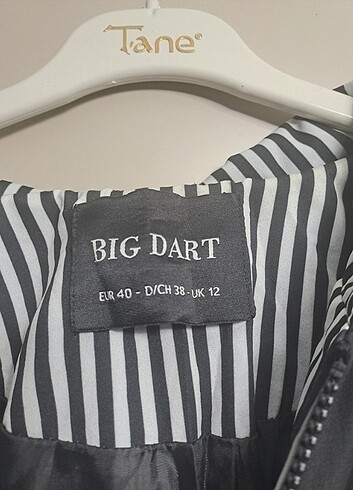 Tane®
BIG DART
EUR 40 - D/CH 38 - UK 12